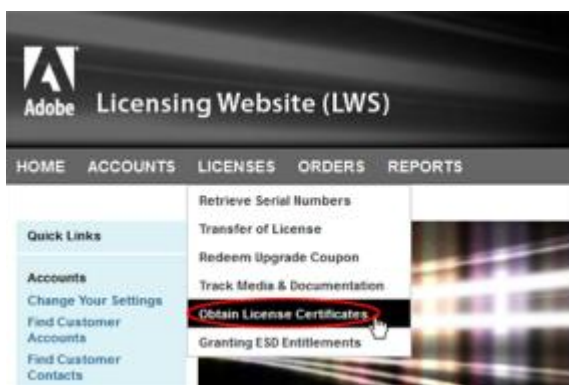 Adobe Licensing Website (LWS)
HOME ACCOUNTS LICENSES ORDERS REPORTS
Retrieve Serial Numbers
Transfer of License
Redeem Upgrade Coupon
Track Media & Documentation
Obtain License Certificates
Granting ESD Entitlements
Quick Links
Accounts
Change Your Settings
Find Customer
Accounts
Find Customer
Contacts